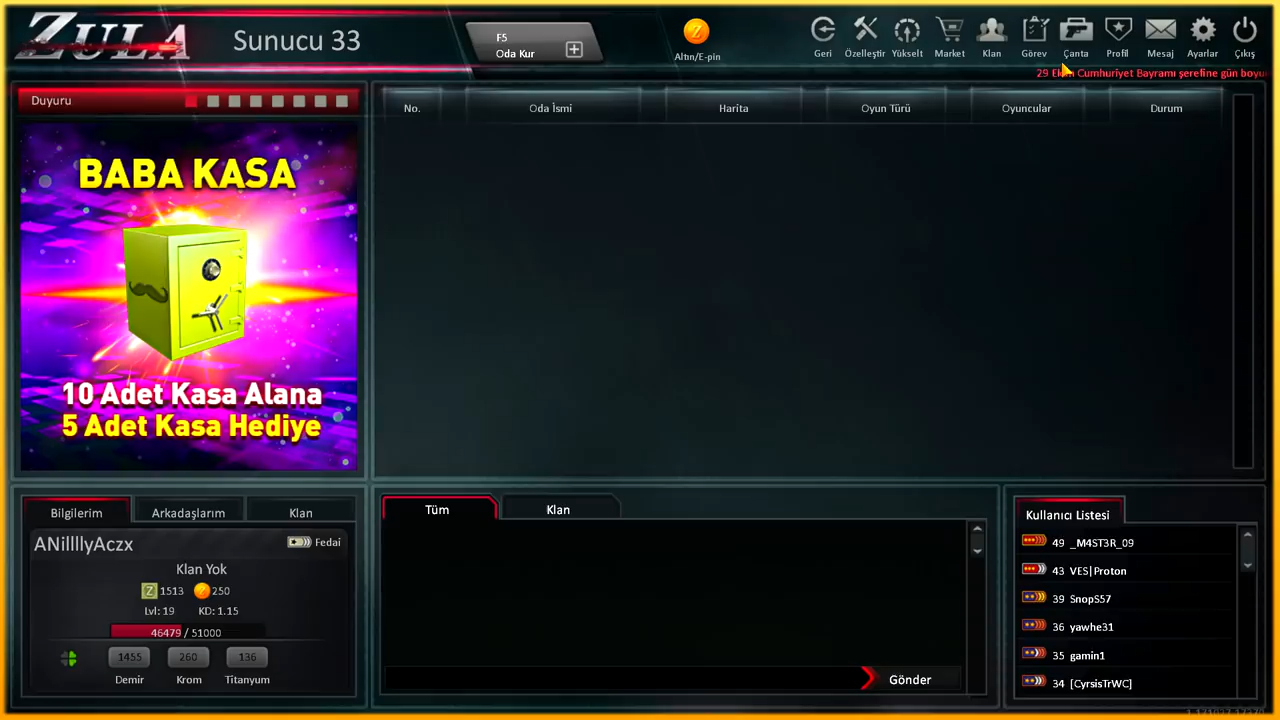 ZULA
Sunucu 33
F5
Oda Kur
Altın/E-pin
Geri
Özelleştir
Yükselt
Market
Klan
Görev
Çanta
Profil
Mesaj
Ayarlar
Çıkış
29 Ekim Cumhuriyet Bayramı şerefine gün boyu
Duyuru
No.
Oda İsmi
Harita
Oyun Türü
Oyuncular
Durum
BABA KASA
10 Adet Kasa Alana
5 Adet Kasa Hediye
Bilgilerim
Arkadaşlarım
Klan
ANillllyAczx
Fedai
Klan Yok
1513
250
Lvl: 19
KD: 1.15
46479 / 51000
1455
260
136
Demir
Krom
Titanyum
Tüm
Klan
Gönder
Kullanıcı Listesi
49 _M4ST3R_09
43 VES|Proton
39 SnopS57
36 yawhe31
35 gamin1
34 [CyrsisTrWC]